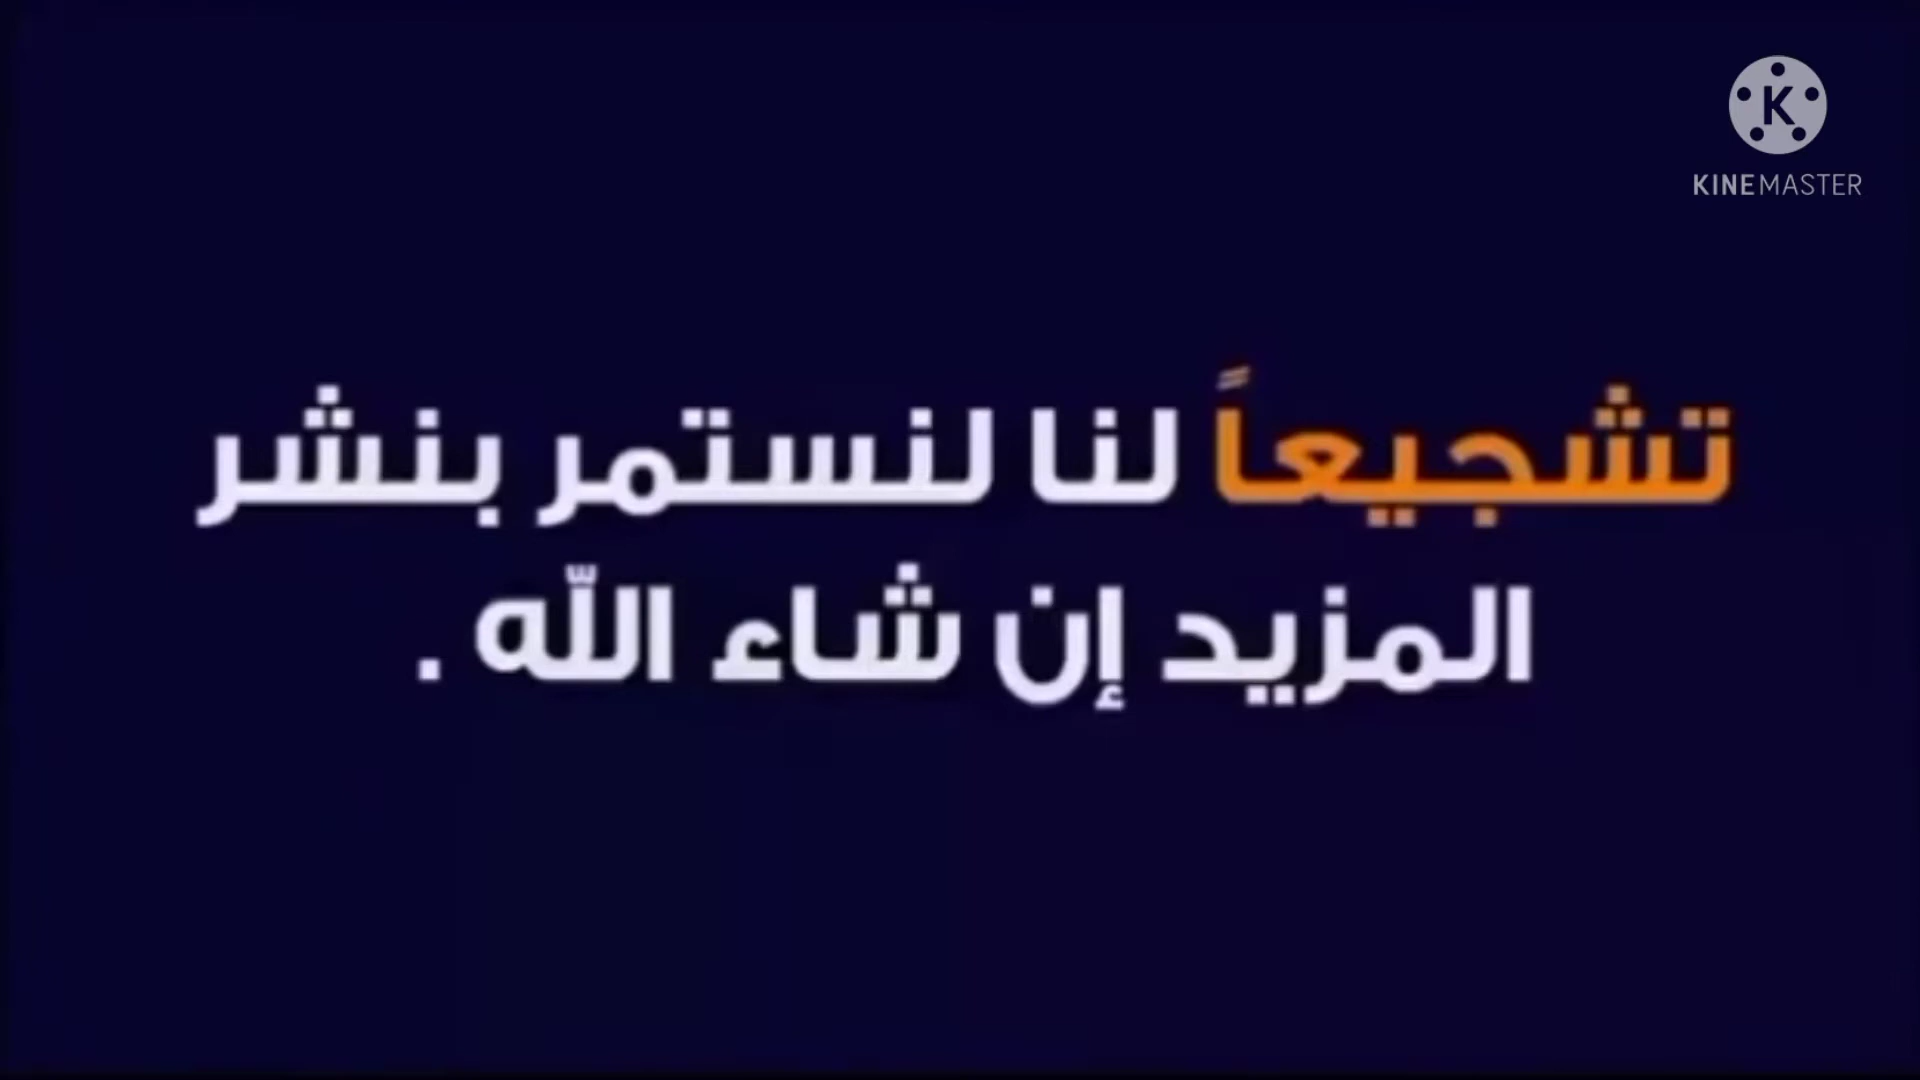 KINEMASTER
تشجيعاً لنا لنستمر بنشر
المزيد إن شاء اللّه .